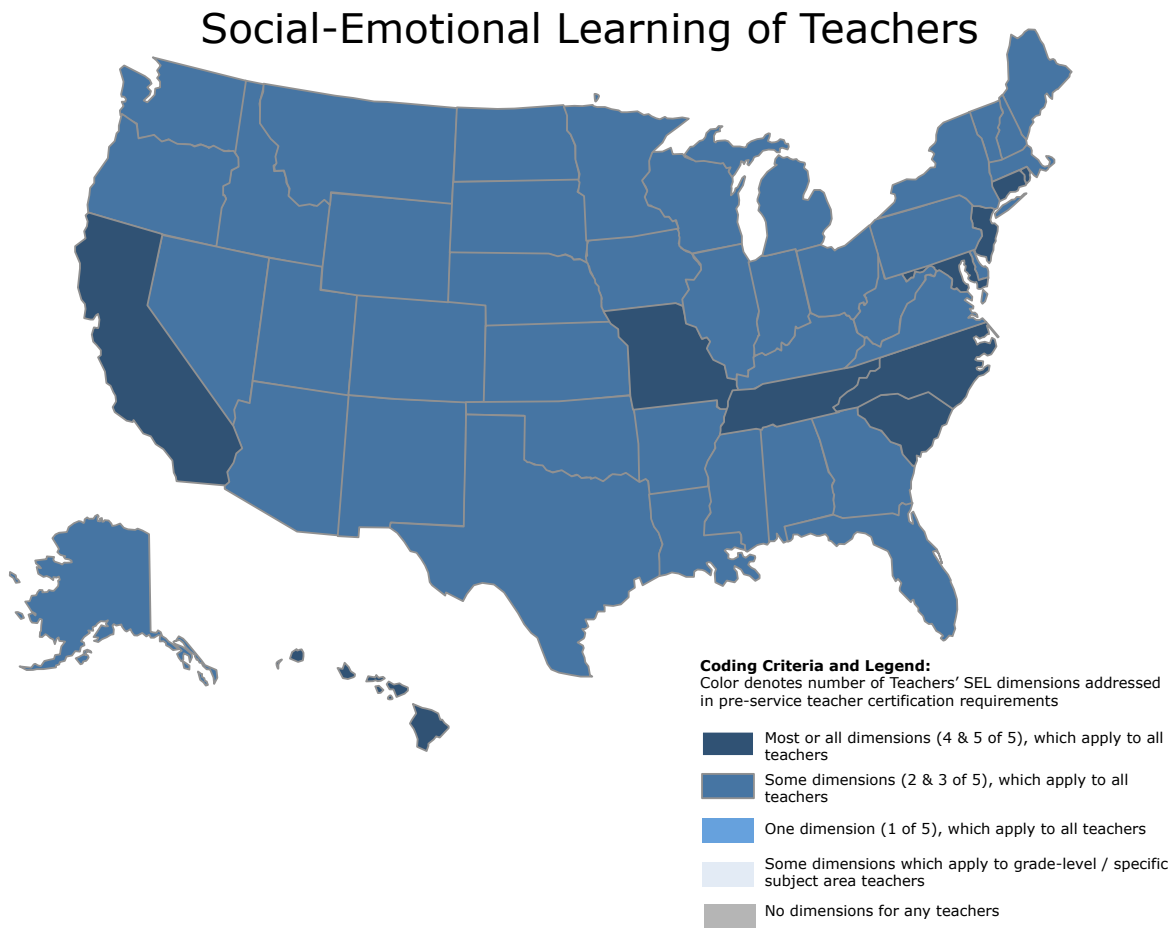 Social-Emotional Learning of Teachers
Coding Criteria and Legend:
Color denotes number of Teachers’ SEL dimensions addressed
in pre-service teacher certification requirements
Most or all dimensions (4 & 5 of 5), which apply to all
teachers
Some dimensions (2 & 3 of 5), which apply to all
teachers
One dimension (1 of 5), which apply to all teachers
Some dimensions which apply to grade-level / specific
subject area teachers
No dimensions for any teachers